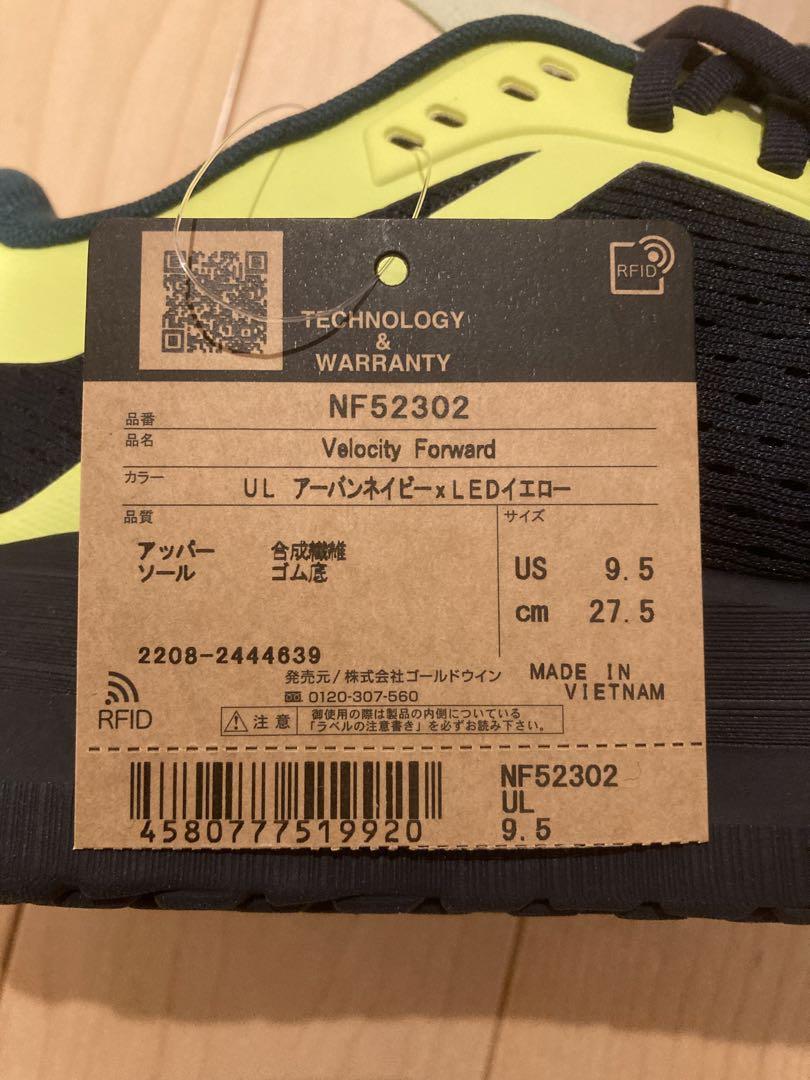 RFID
TECHNOLOGY
&
WARRANTY
品番 NF52302
品名 Velocity Forward
カラー UL アーバンネイビー×LEDイエロー
品質 サイズ
アッパー 合成繊維
ソール ゴム底
US 9.5
cm 27.5
2208-2444639
発売元/株式会社ゴールドウイン
0120-307-560
MADE IN
VIETNAM
RFID
注意
御使用の際は製品の内側についている
「ラベルの注意書き」を必ずお読み下さい。
4580777519920
NF52302
UL
9.5